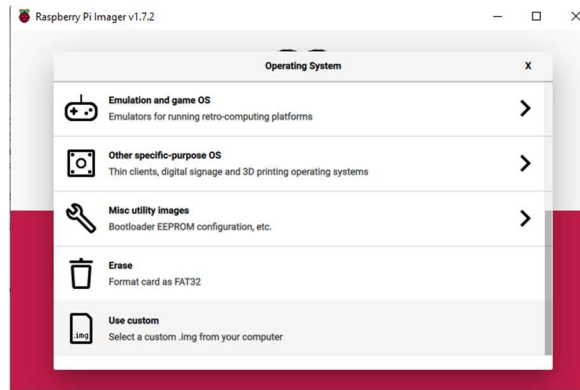 Raspberry Pi Imager v1.7.2
Operating System
X
Emulation and game OS
Emulators for running retro-computing platforms
Other specific-purpose OS
Thin clients, digital signage and 3D printing operating systems
Misc utility images
Bootloader EEPROM configuration, etc.
Erase
Format card as FAT32
.img
Use custom
Select a custom .img from your computer